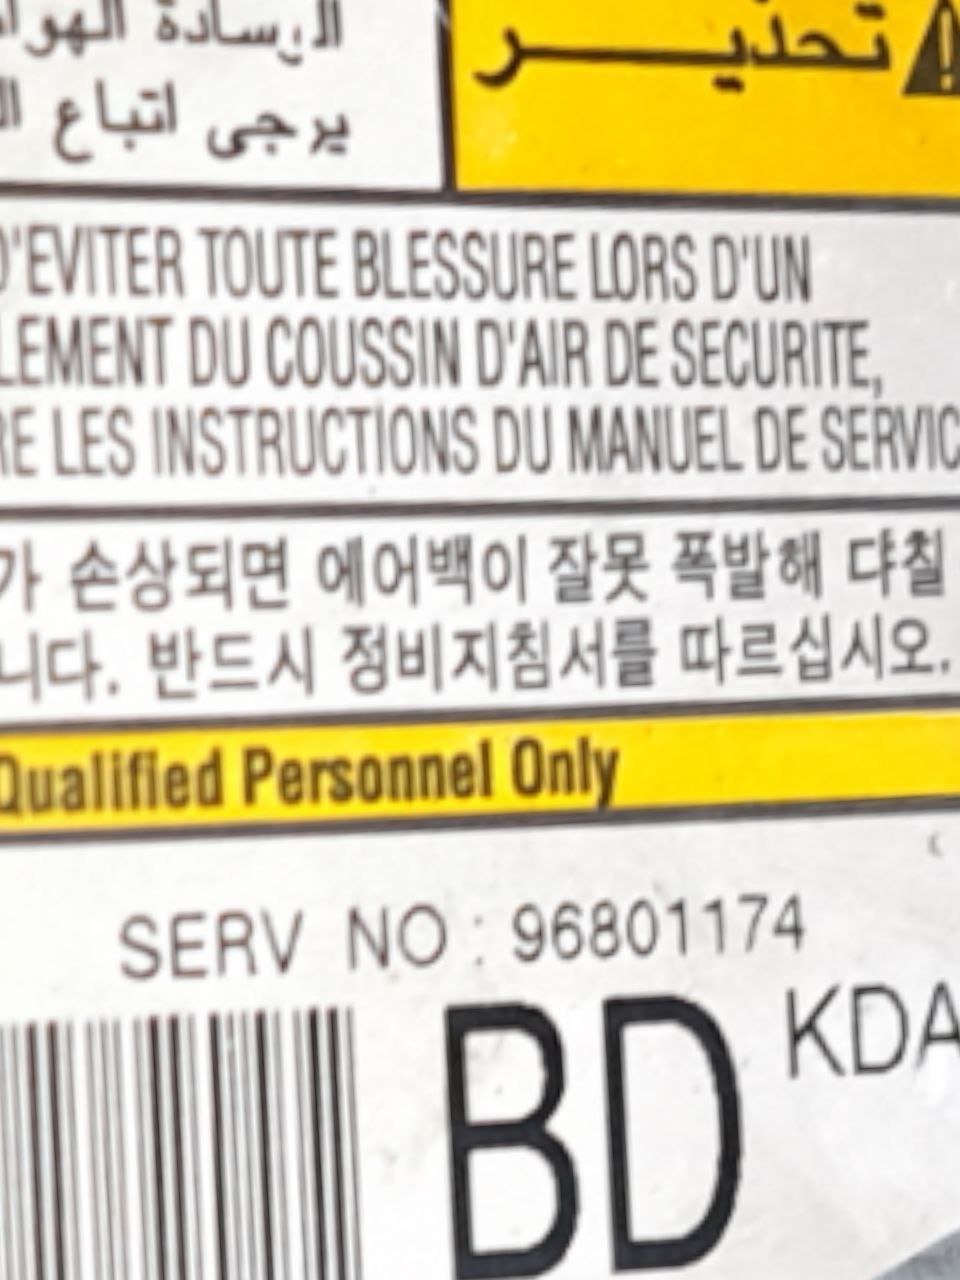 الوسادة
تحذيـــر
يرجى اتباع
D'EVITER TOUTE BLESSURE LORS D'UN
LEMENT DU COUSSIN D'AIR DE SECURITE,
RE LES INSTRUCTIONS DU MANUEL DE SERVIC
가 손상되면 에어백이 잘못 폭발해 댜칠
니다. 반드시 정비지침서를 따르십시오.
Qualified Personnel Only
SERV NO : 96801174
BD KDA